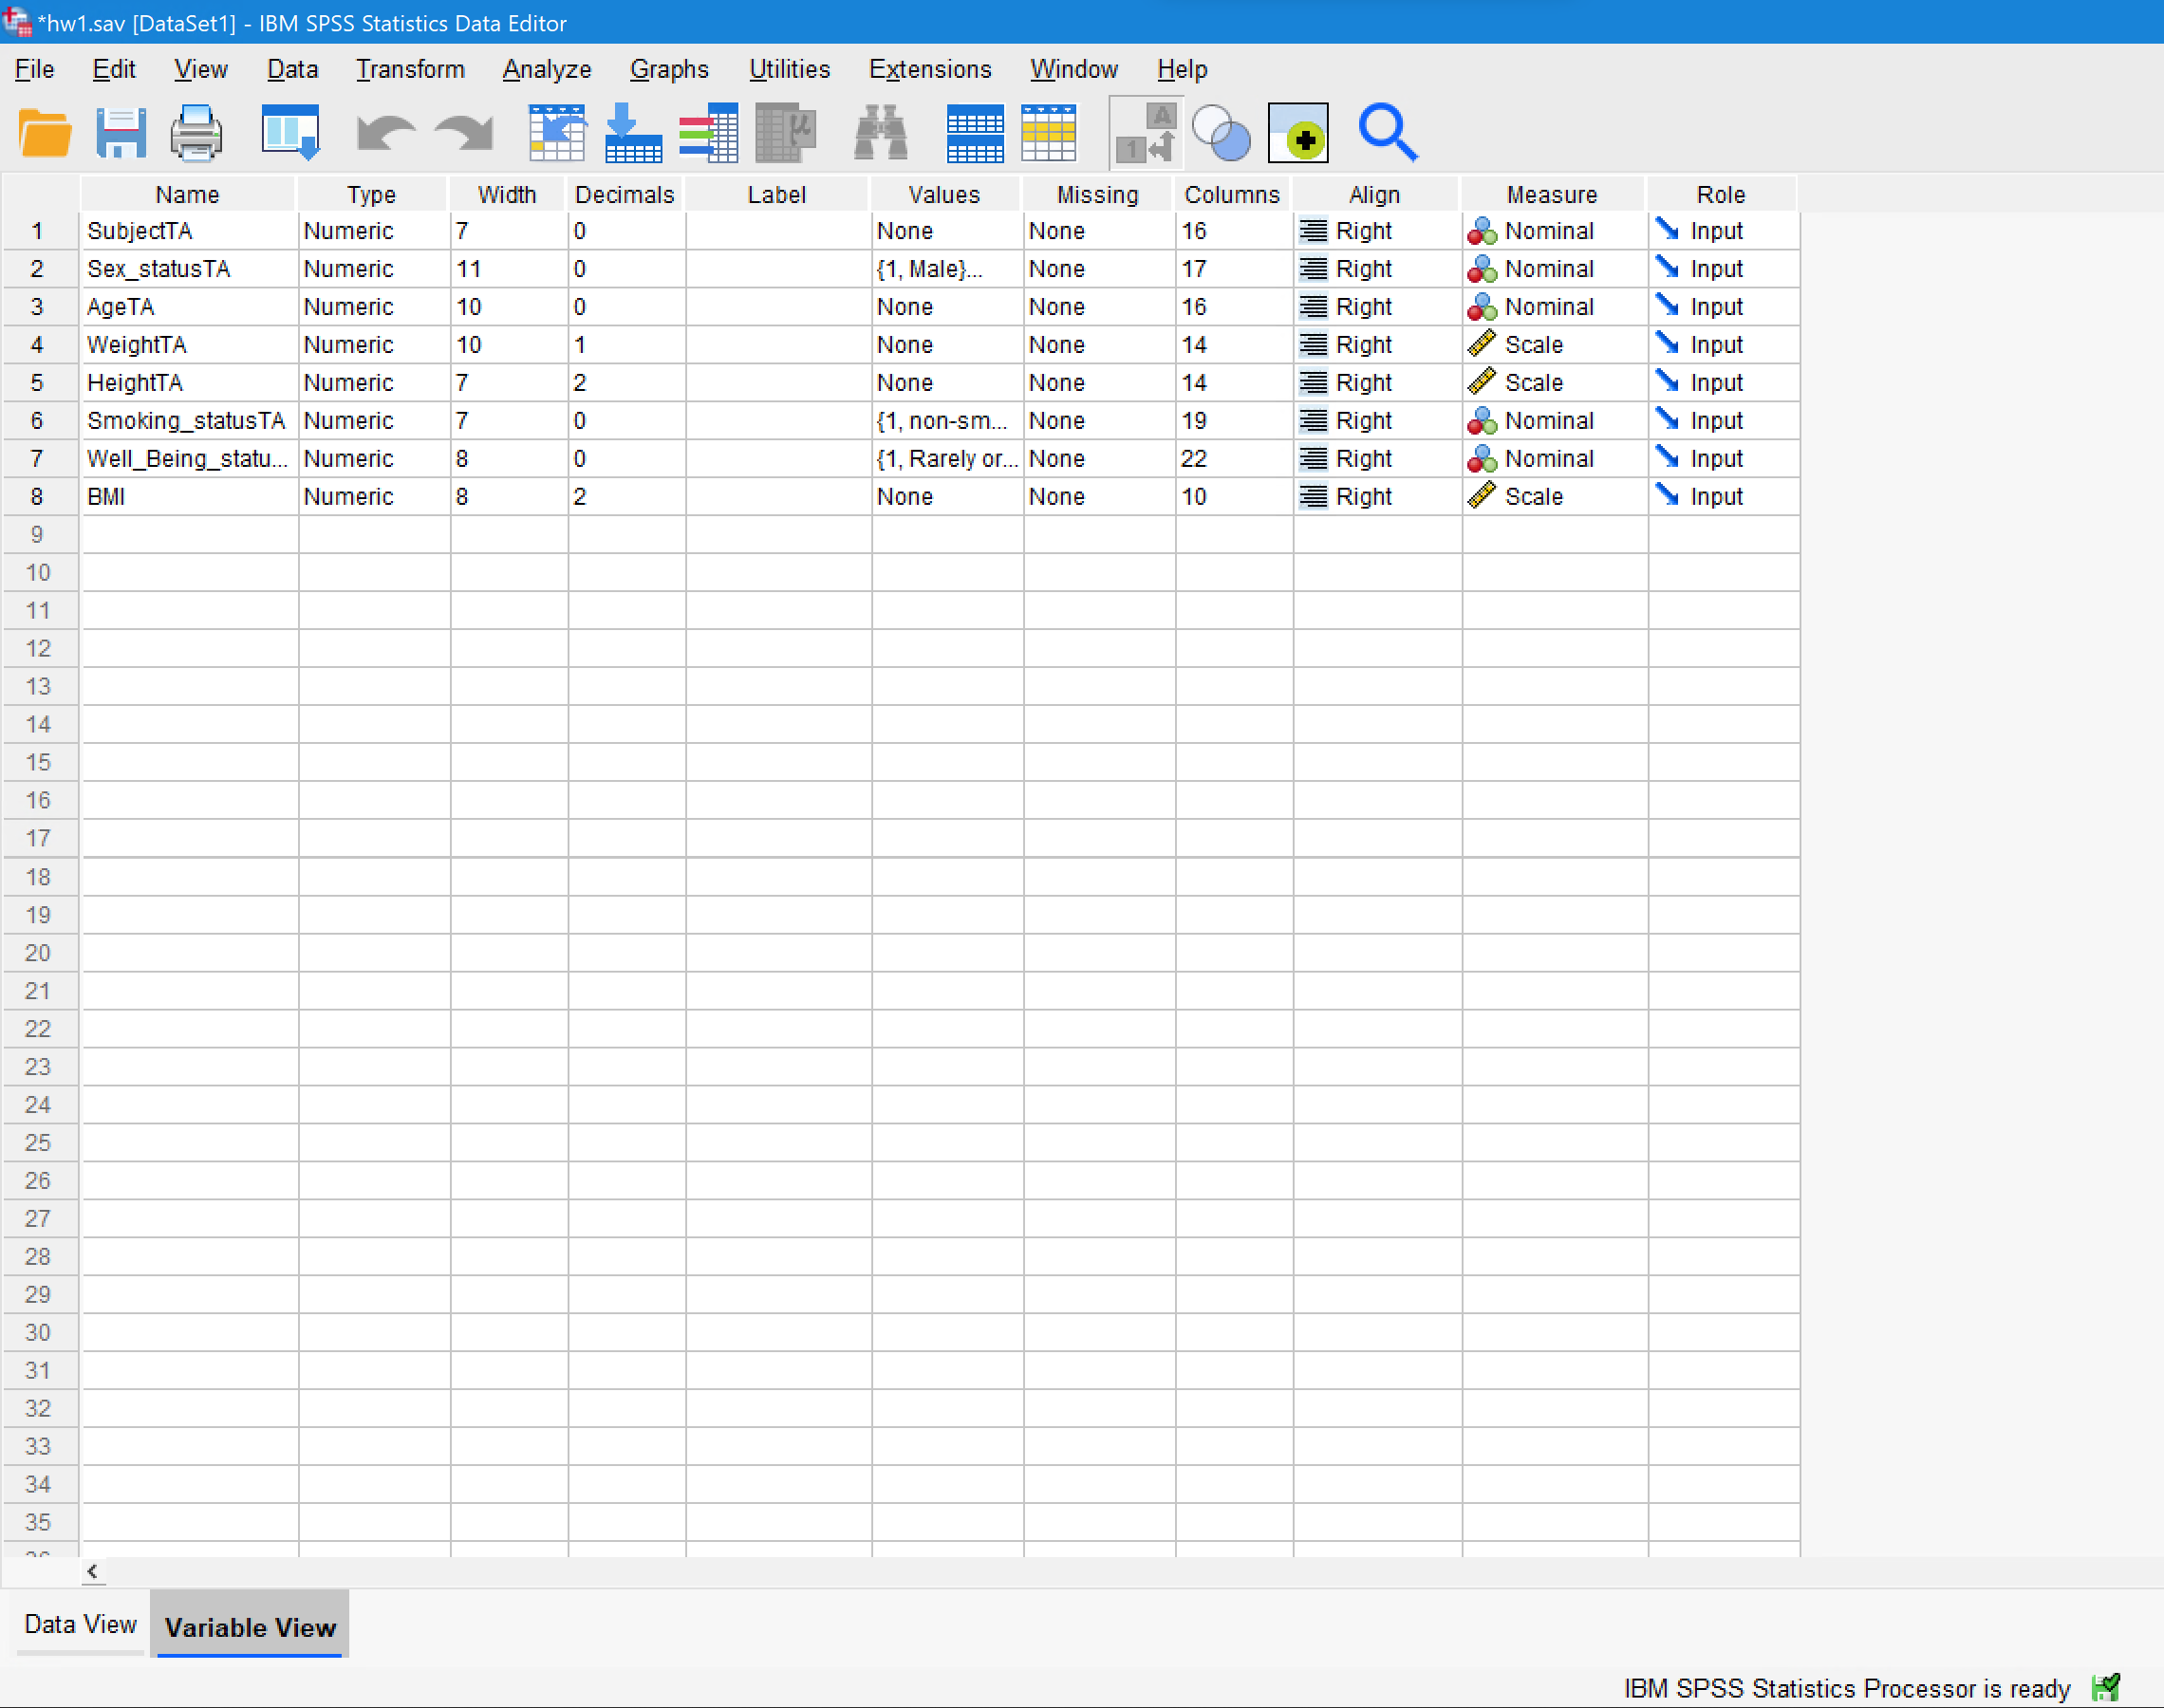 *hw1.sav [DataSet1] - IBM SPSS Statistics Data Editor
File Edit View Data Transform Analyze Graphs Utilities Extensions Window Help
Name Type Width Decimals Label Values Missing Columns Align Measure Role
1 SubjectTA Numeric 7 0 None None 16 Right Nominal Input
2 Sex_statusTA Numeric 11 0 {1, Male}... None 17 Right Nominal Input
3 AgeTA Numeric 10 0 None None 16 Right Nominal Input
4 WeightTA Numeric 10 1 None None 14 Right Scale Input
5 HeightTA Numeric 7 2 None None 14 Right Scale Input
6 Smoking_statusTA Numeric 7 0 {1, non-sm... None 19 Right Nominal Input
7 Well_Being_statu... Numeric 8 0 {1, Rarely or... None 22 Right Nominal Input
8 BMI Numeric 8 2 None None 10 Right Scale Input
9
10
11
12
13
14
15
16
17
18
19
20
21
22
23
24
25
26
27
28
29
30
31
32
33
34
35
Data View Variable View
IBM SPSS Statistics Processor is ready